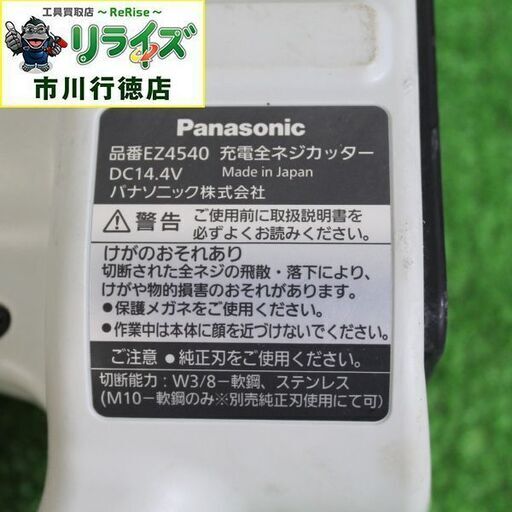 工具買取店 ～ReRise～
リライズ
市川行徳店
Panasonic
品番EZ4540 充電全ネジカッター
DC14.4V Made in Japan
パナソニック株式会社
警告 ご使用前に取扱説明書を
必ずよくお読みください。
けがのおそれあり
切断された全ネジの飛散・落下により、
けがや物的損害のおそれがあります。
●保護メガネをご使用ください。
●作業中は本体に顔を近づけないでください。
ご注意 ●純正刃をご使用ください。
切断能力：W3/8－軟鋼、ステンレス
(M10－軟鋼のみ※別売純正刃使用にて可)